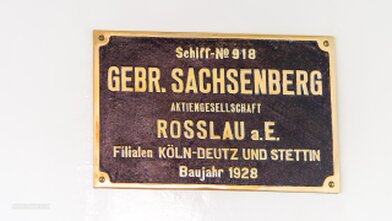 Schiff-№ 918
GEBR. SACHSENBERG
AKTIENGESELLSCHAFT
ROSSLAU a.E.
Filialen KÖLN-DEUTZ UND STETTIN
Baujahr 1928